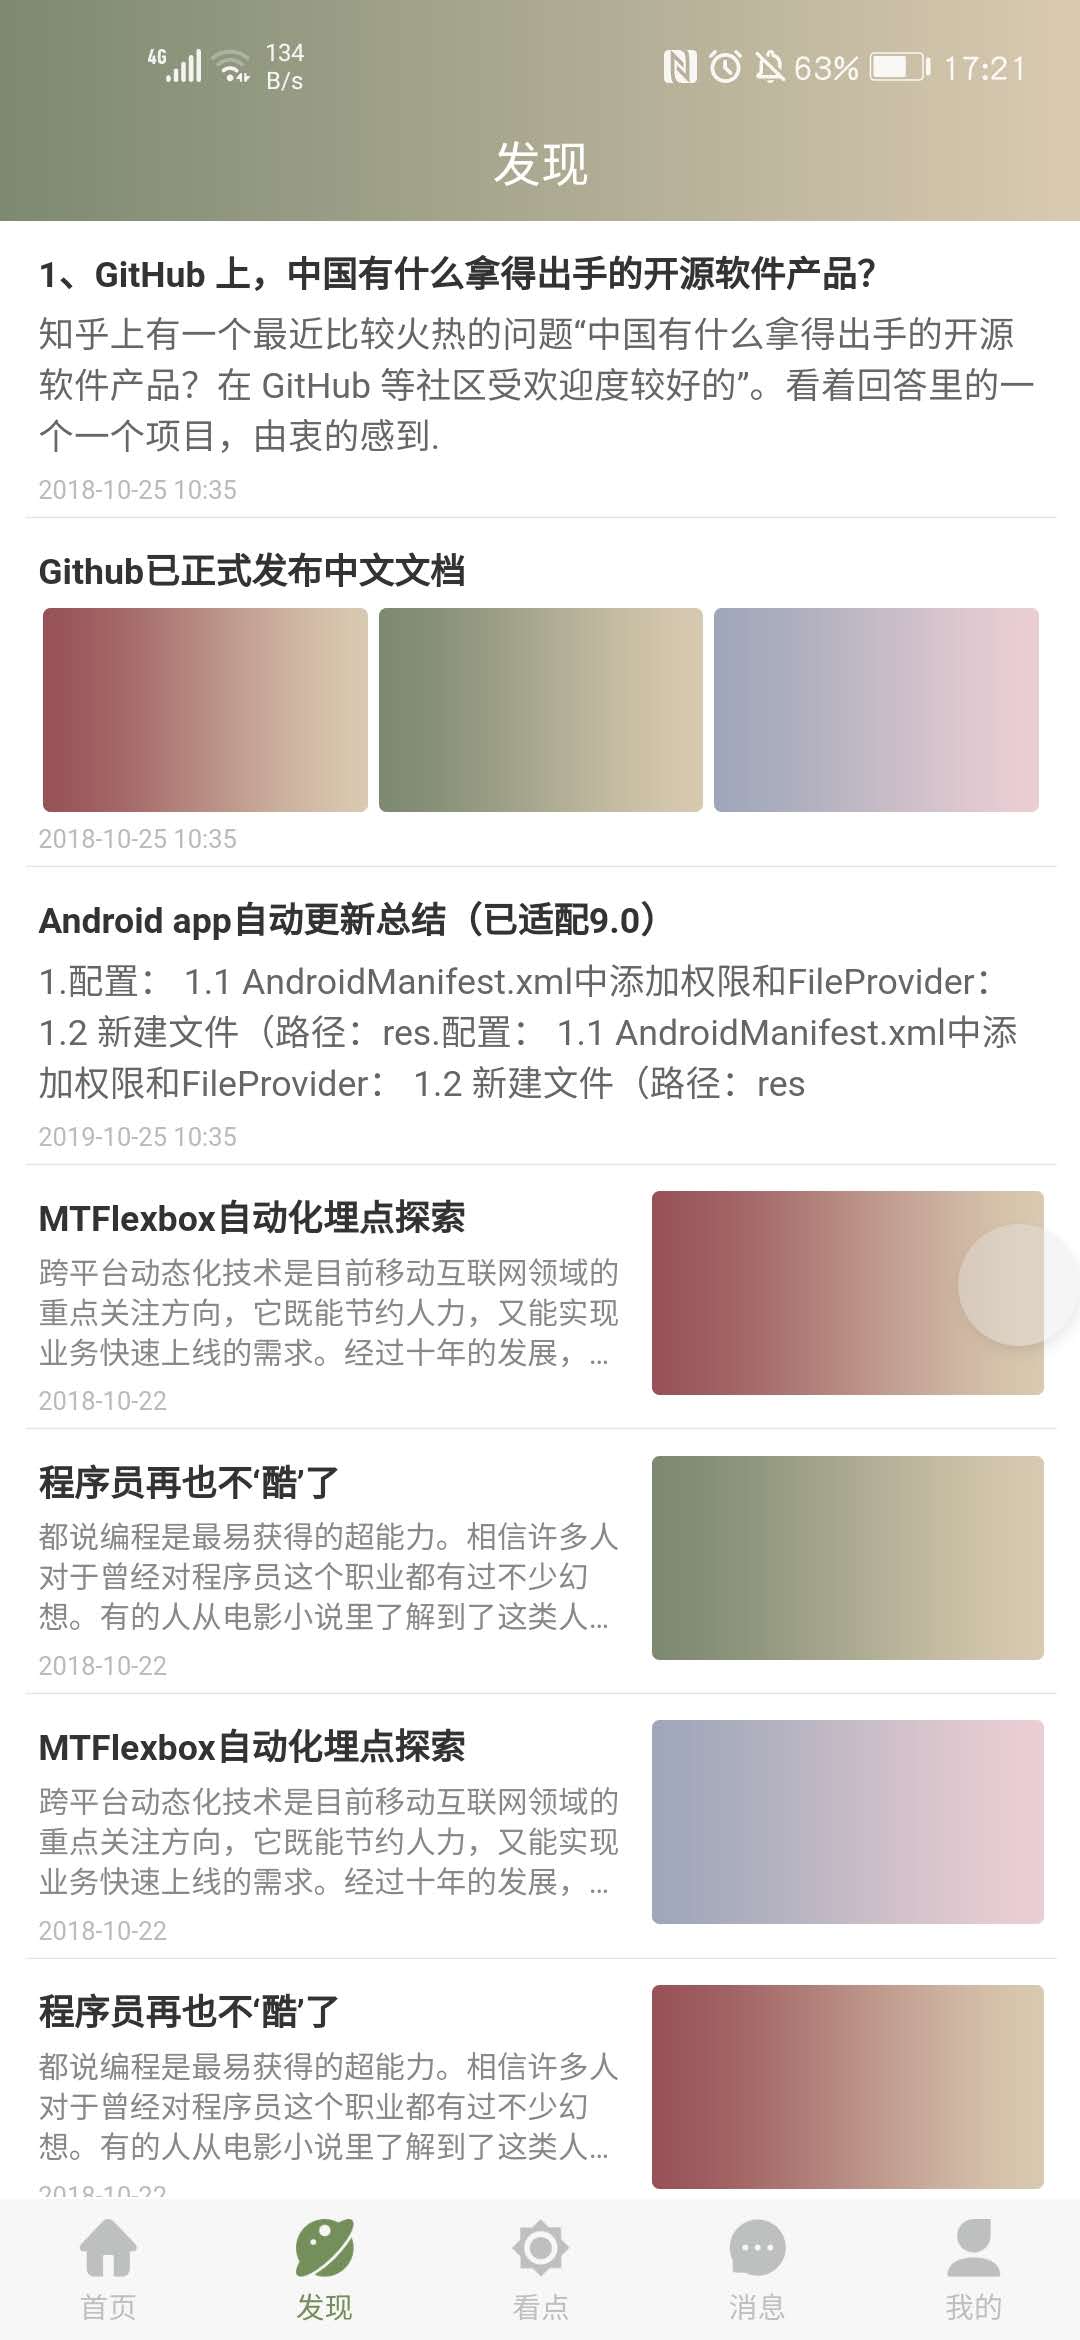 4G 134 B/s 63% 17:21
发现
1、GitHub 上，中国有什么拿得出手的开源软件产品？
知乎上有一个最近比较火热的问题“中国有什么拿得出手的开源
软件产品？在 GitHub 等社区受欢迎度较好的”。看着回答里的一
个一个项目，由衷的感到.
2018-10-25 10:35
Github已正式发布中文文档
2018-10-25 10:35
Android app自动更新总结（已适配9.0）
1.配置： 1.1 AndroidManifest.xml中添加权限和FileProvider：
1.2 新建文件（路径：res.配置： 1.1 AndroidManifest.xml中添
加权限和FileProvider： 1.2 新建文件（路径：res
2019-10-25 10:35
MTFlexbox自动化埋点探索
跨平台动态化技术是目前移动互联网领域的
重点关注方向，它既能节约人力，又能实现
业务快速上线的需求。经过十年的发展，...
2018-10-22
程序员再也不‘酷’了
都说编程是最易获得的超能力。相信许多人
对于曾经对程序员这个职业都有过不少幻
想。有的人从电影小说里了解到了这类人...
2018-10-22
MTFlexbox自动化埋点探索
跨平台动态化技术是目前移动互联网领域的
重点关注方向，它既能节约人力，又能实现
业务快速上线的需求。经过十年的发展，...
2018-10-22
程序员再也不‘酷’了
都说编程是最易获得的超能力。相信许多人
对于曾经对程序员这个职业都有过不少幻
想。有的人从电影小说里了解到了这类人...
2018-10-22
首页 发现 看点 消息 我的